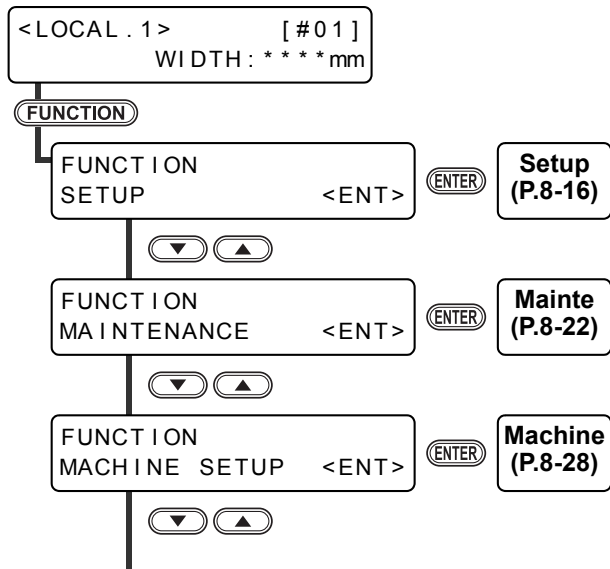 <LOCAL.1> [#01]
WIDTH:****mm
FUNCTION
FUNCTION
SETUP <ENT>
ENTER
Setup
(P.8-16)
FUNCTION
MAINTENANCE <ENT>
ENTER
Mainte
(P.8-22)
FUNCTION
MACHINE SETUP <ENT>
ENTER
Machine
(P.8-28)